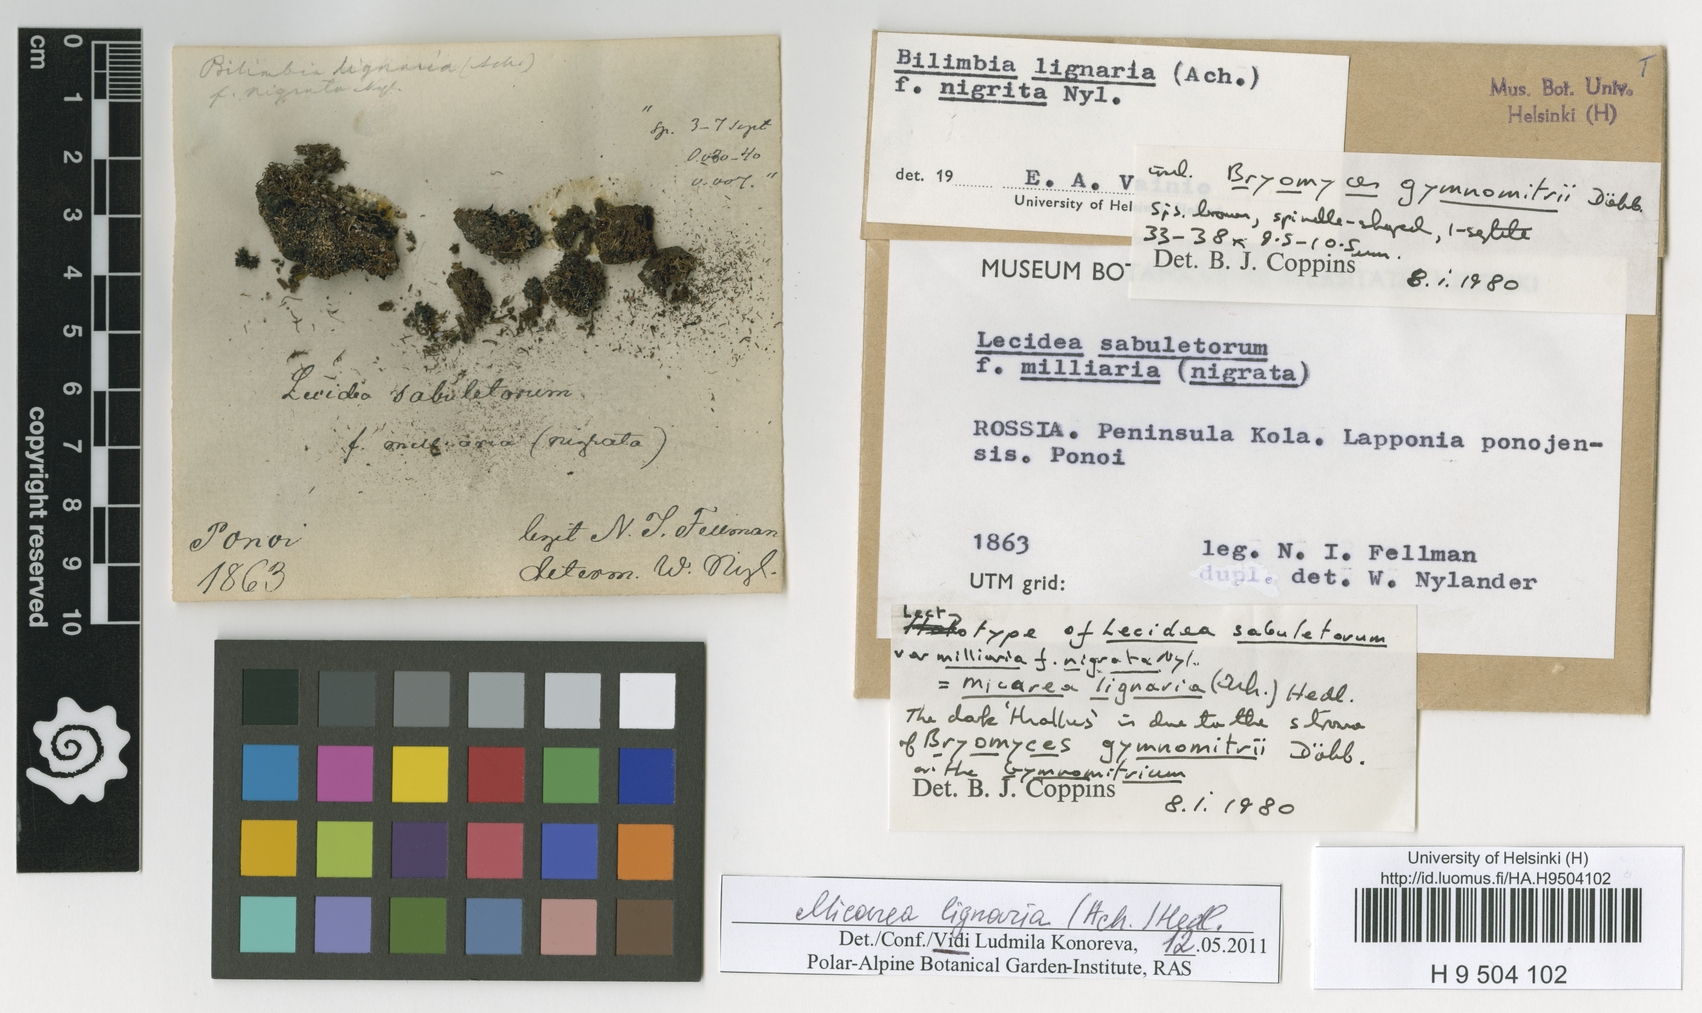 cm
0
1
2
3
4
5
6
7
8
9
10
copyright reserved
Bilimbia lignaria (Ach.)
f. nigrata Nyl.
" sp. 3-7 sept
0.030-40
0.007. "
Lecidea sabuletorum
f. milliaria (nigrata)
Ponoi
1863
legit N. I. Fellman
determ. W. Nyl.
Bilimbia lignaria (Ach.)
f. nigrita Nyl.
det. 19
E. A. Vainio
University of Hel
T
Mus. Bot. Univ.
Helsinki (H)
incl. Bryomyces gymnomitrii Döbb.
sps. brown, spindle-shaped, 1-septate
33-38 x 9.5-10.5 µm.
Det. B. J. Coppins
8.i.1980
MUSEUM BO
Lecidea sabuletorum
f. milliaria (nigrata)
ROSSIA. Peninsula Kola. Lapponia ponojen-
sis. Ponoi
1863
leg. N. I. Fellman
UTM grid:
dupl. det. W. Nylander
Lect-
otype of Lecidea sabuletorum
var milliaria f. nigrata Nyl.
= Micarea lignaria (Ach.) Hedl.
The dark 'thallus' is due to the stroma
of Bryomyces gymnomitrii Döbb.
on the Gymnomitrium
Det. B. J. Coppins
8.i.1980
Micarea lignaria (Ach.) Hedl.
Det./Conf./Vidi Ludmila Konoreva, 12.05.2011
Polar-Alpine Botanical Garden-Institute, RAS
University of Helsinki (H)
http://id.luomus.fi/HA.H9504102
H 9 504 102